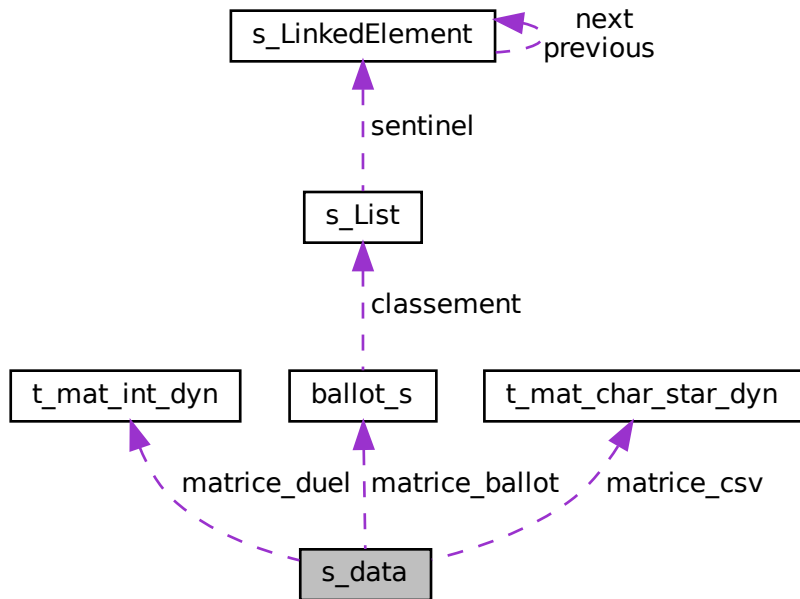 next
s_LinkedElement
previous
sentinel
s_List
classement
t_mat_int_dyn
ballot_s
t_mat_char_star_dyn
matrice_duel
matrice_ballot
matrice_csv
s_data